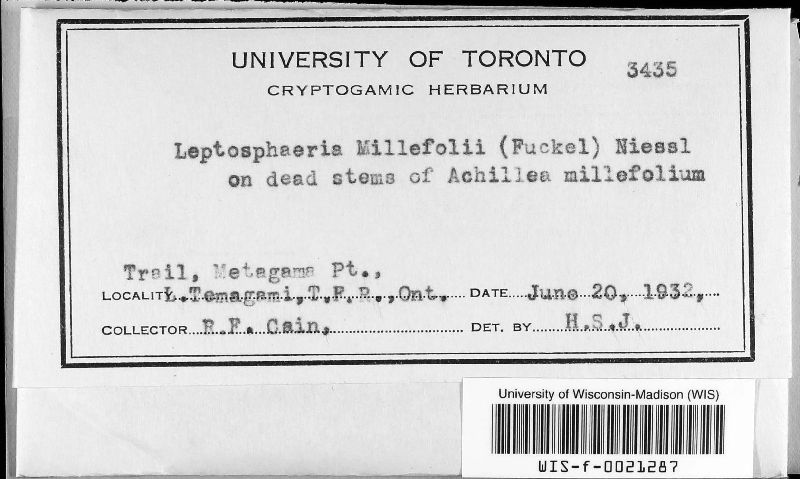 UNIVERSITY OF TORONTO 3435
CRYPTOGAMIC HERBARIUM
Leptosphaeria Millefolii (Fuckel) Niessl
on dead stems of Achillea millefolium
Trail, Metagama Pt.,
LOCALITY L. Temagami, T.F.R., Ont, DATE June 20, 1932,
COLLECTOR R.F. Cain, DET. BY H.S.J.
University of Wisconsin-Madison (WIS)
WIS-f-0021287